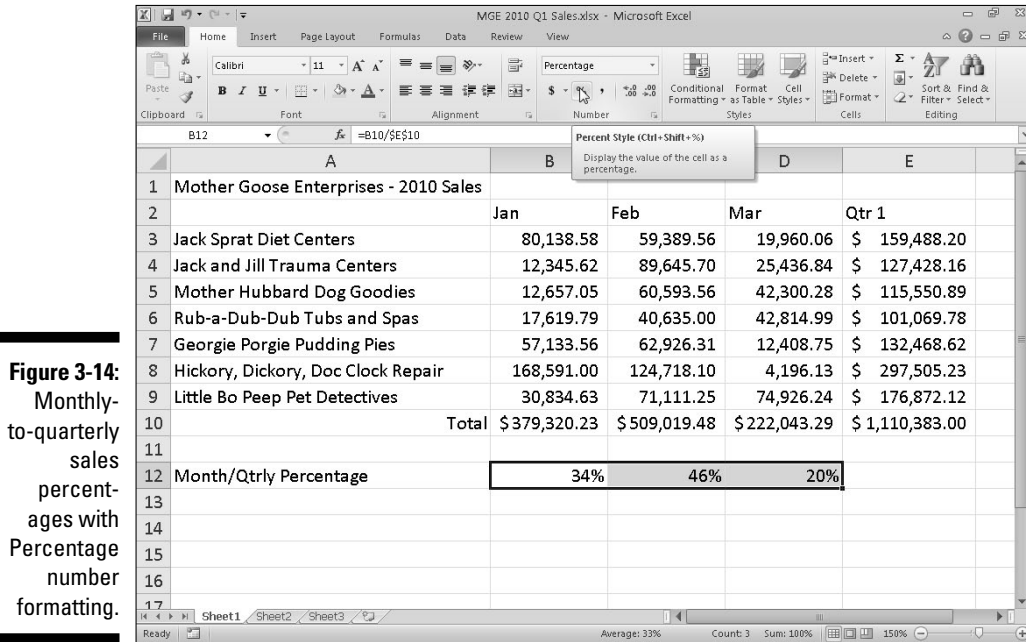 MGE 2010 Q1 Sales.xlsx - Microsoft Excel
File Home Insert Page Layout Formulas Data Review View
Paste
Calibri 11 A A
B I U A
Percentage
$ % , .00 .00
Conditional Formatting
Format as Table
Cell Styles
Insert
Delete
Format
Σ
Sort & Filter
Find & Select
Clipboard Font Alignment Number Styles Cells Editing
B12 fx =B10/$E$10
Percent Style (Ctrl+Shift+%)
Display the value of the cell as a
percentage.
A B D E
1 Mother Goose Enterprises - 2010 Sales
2 Jan Feb Mar Qtr 1
3 Jack Sprat Diet Centers 80,138.58 59,389.56 19,960.06 $ 159,488.20
4 Jack and Jill Trauma Centers 12,345.62 89,645.70 25,436.84 $ 127,428.16
5 Mother Hubbard Dog Goodies 12,657.05 60,593.56 42,300.28 $ 115,550.89
6 Rub-a-Dub-Dub Tubs and Spas 17,619.79 40,635.00 42,814.99 $ 101,069.78
7 Georgie Porgie Pudding Pies 57,133.56 62,926.31 12,408.75 $ 132,468.62
8 Hickory, Dickory, Doc Clock Repair 168,591.00 124,718.10 4,196.13 $ 297,505.23
9 Little Bo Peep Pet Detectives 30,834.63 71,111.25 74,926.24 $ 176,872.12
10 Total $379,320.23 $509,019.48 $222,043.29 $1,110,383.00
11
12 Month/Qtrly Percentage 34% 46% 20%
13
14
15
16
17
Sheet1 Sheet2 Sheet3
Ready Average: 33% Count: 3 Sum: 100% 150%
Figure 3-14:
Monthly-
to-quarterly
sales
percent-
ages with
Percentage
number
formatting.